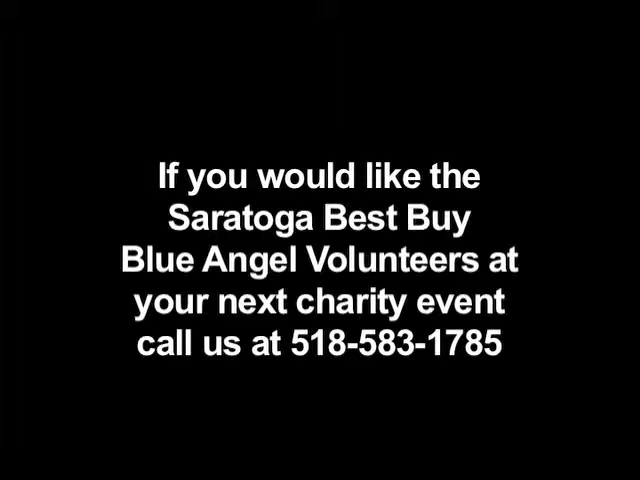 If you would like the
Saratoga Best Buy
Blue Angel Volunteers at
your next charity event
call us at 518-583-1785